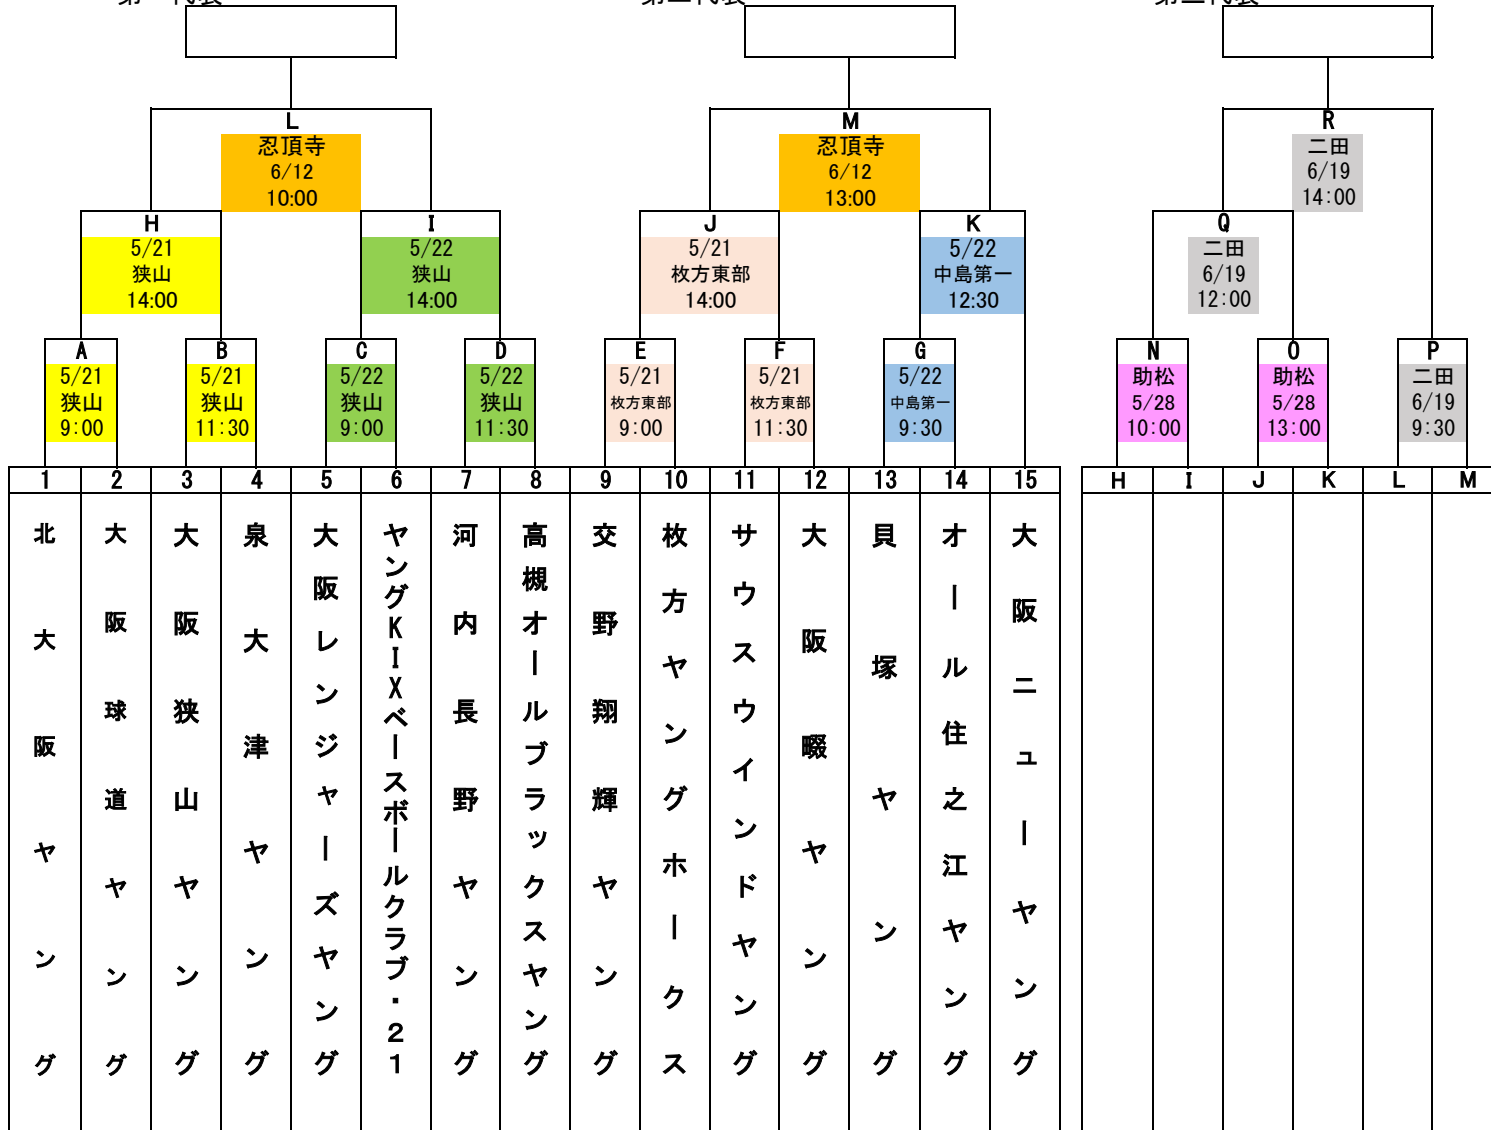 L
忍頂寺
6/12
10:00
M
忍頂寺
6/12
13:00
R
二田
6/19
14:00
H
5/21
狭山
14:00
I
5/22
狭山
14:00
J
5/21
枚方東部
14:00
K
5/22
中島第一
12:30
Q
二田
6/19
12:00
A
5/21
狭山
9:00
B
5/21
狭山
11:30
C
5/22
狭山
9:00
D
5/22
狭山
11:30
E
5/21
枚方東部
9:00
F
5/21
枚方東部
11:30
G
5/22
中島第一
9:30
N
助松
5/28
10:00
O
助松
5/28
13:00
P
二田
6/19
9:30
1 2 3 4 5 6 7 8 9 10 11 12 13 14 15 H I J K L M
北大阪ヤング
大阪球道ヤング
大阪狭山ヤング
泉大津ヤング
大阪レンジャーズヤング
ヤングKIXベースボールクラブ・21
河内長野ヤング
高槻オールブラックスヤング
交野翔輝ヤング
枚方ヤングホークス
サウスウインドヤング
大阪畷ヤング
貝塚ヤング
オール住之江ヤング
大阪ニューヤング